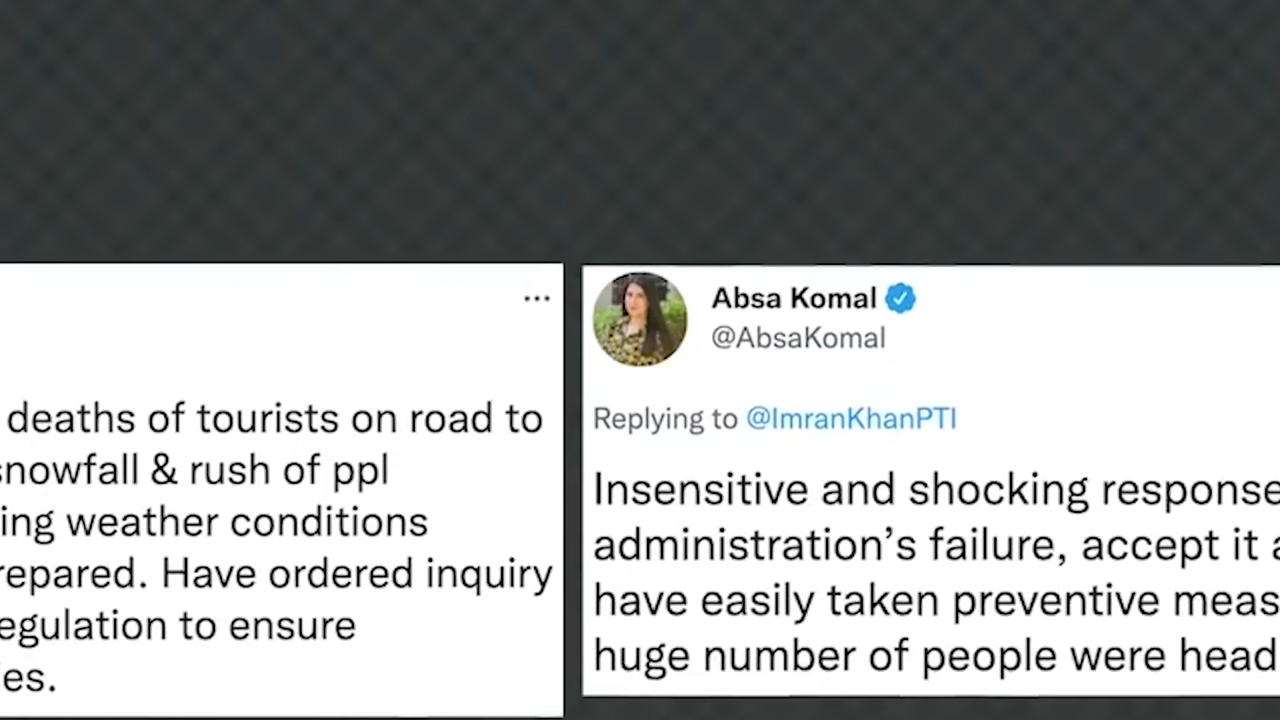 ...
deaths of tourists on road to
snowfall & rush of ppl
ing weather conditions
repared. Have ordered inquiry
egulation to ensure
es.
Absa Komal
@AbsaKomal
Replying to @ImranKhanPTI
Insensitive and shocking response
administration’s failure, accept it a
have easily taken preventive meas
huge number of people were head